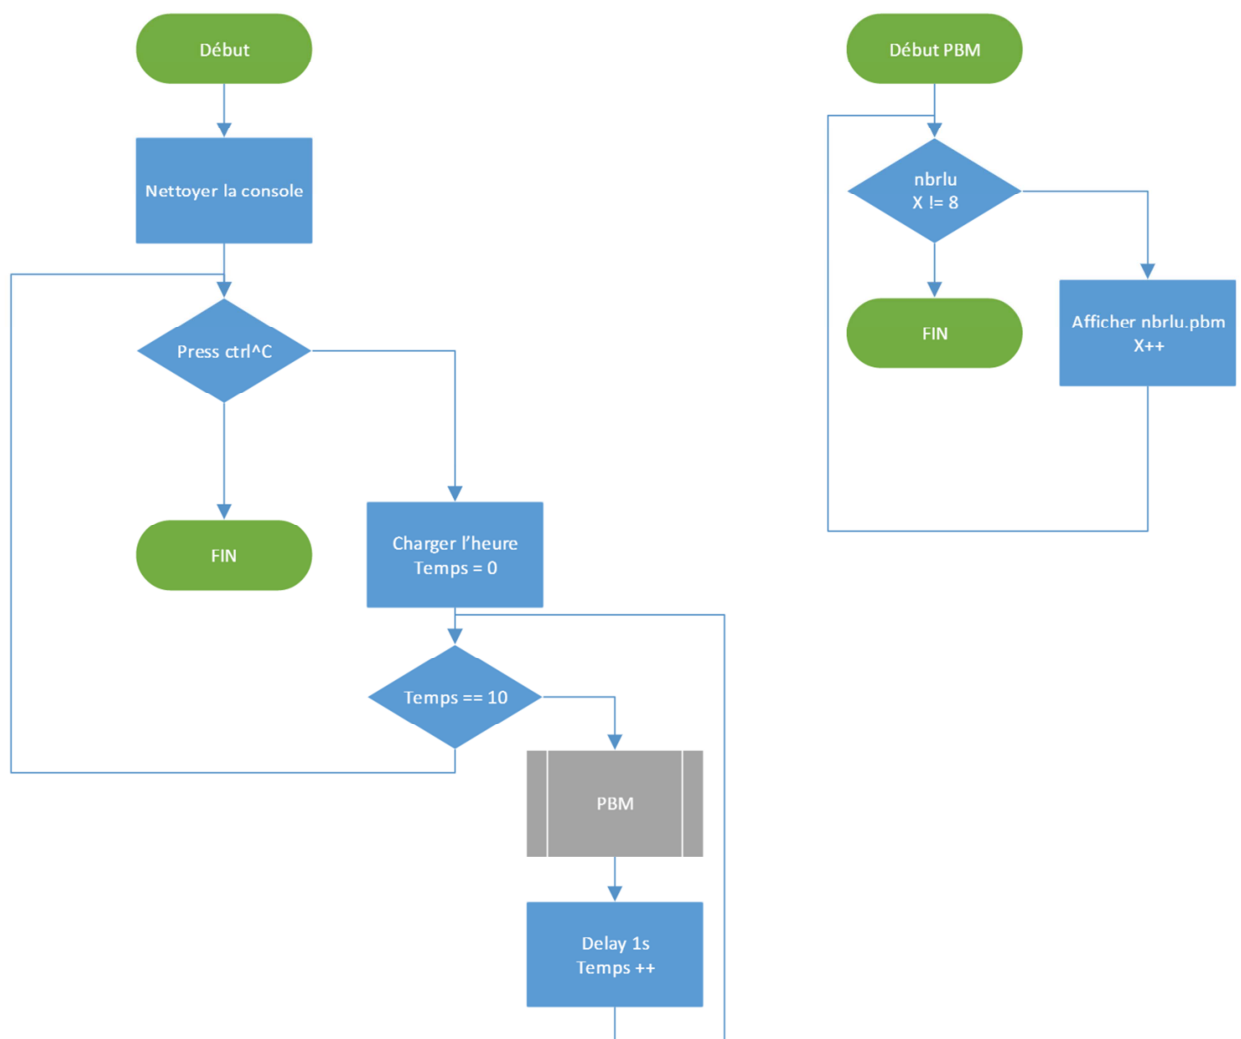 Début
Nettoyer la console
Press ctrl^C
FIN
Charger l’heure
Temps = 0
Temps == 10
PBM
Delay 1s
Temps ++
Début PBM
nbrlu
X != 8
Afficher nbrlu.pbm
X++
FIN